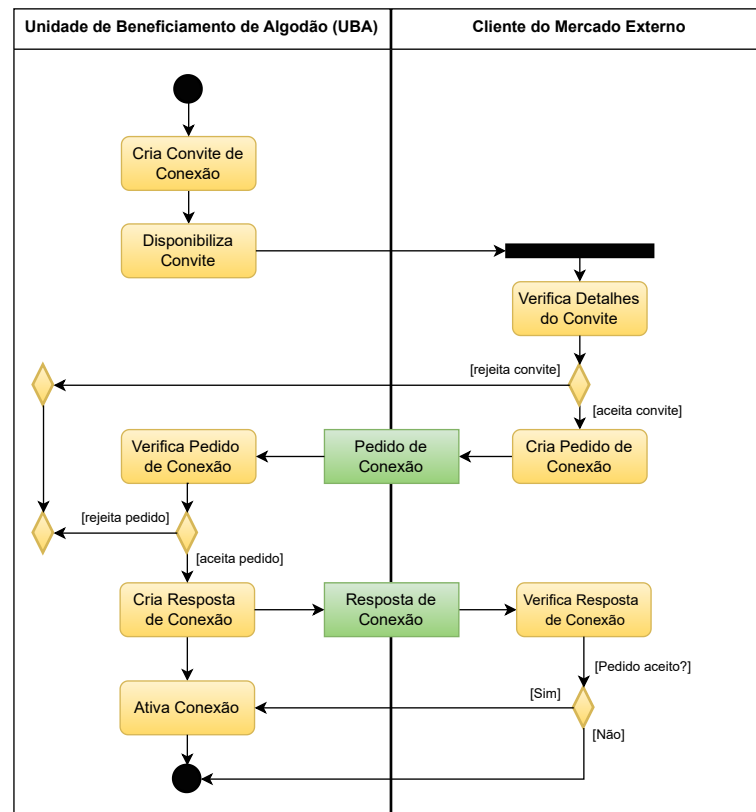 Unidade de Beneficiamento de Algodão (UBA)
Cliente do Mercado Externo
Cria Convite de
Conexão
Disponibiliza
Convite
Verifica Detalhes
do Convite
[rejeita convite]
[aceita convite]
Verifica Pedido
de Conexão
Pedido de
Conexão
Cria Pedido de
Conexão
[rejeita pedido]
[aceita pedido]
Cria Resposta
de Conexão
Resposta de
Conexão
Verifica Resposta
de Conexão
[Pedido aceito?]
Ativa Conexão
[Sim]
[Não]